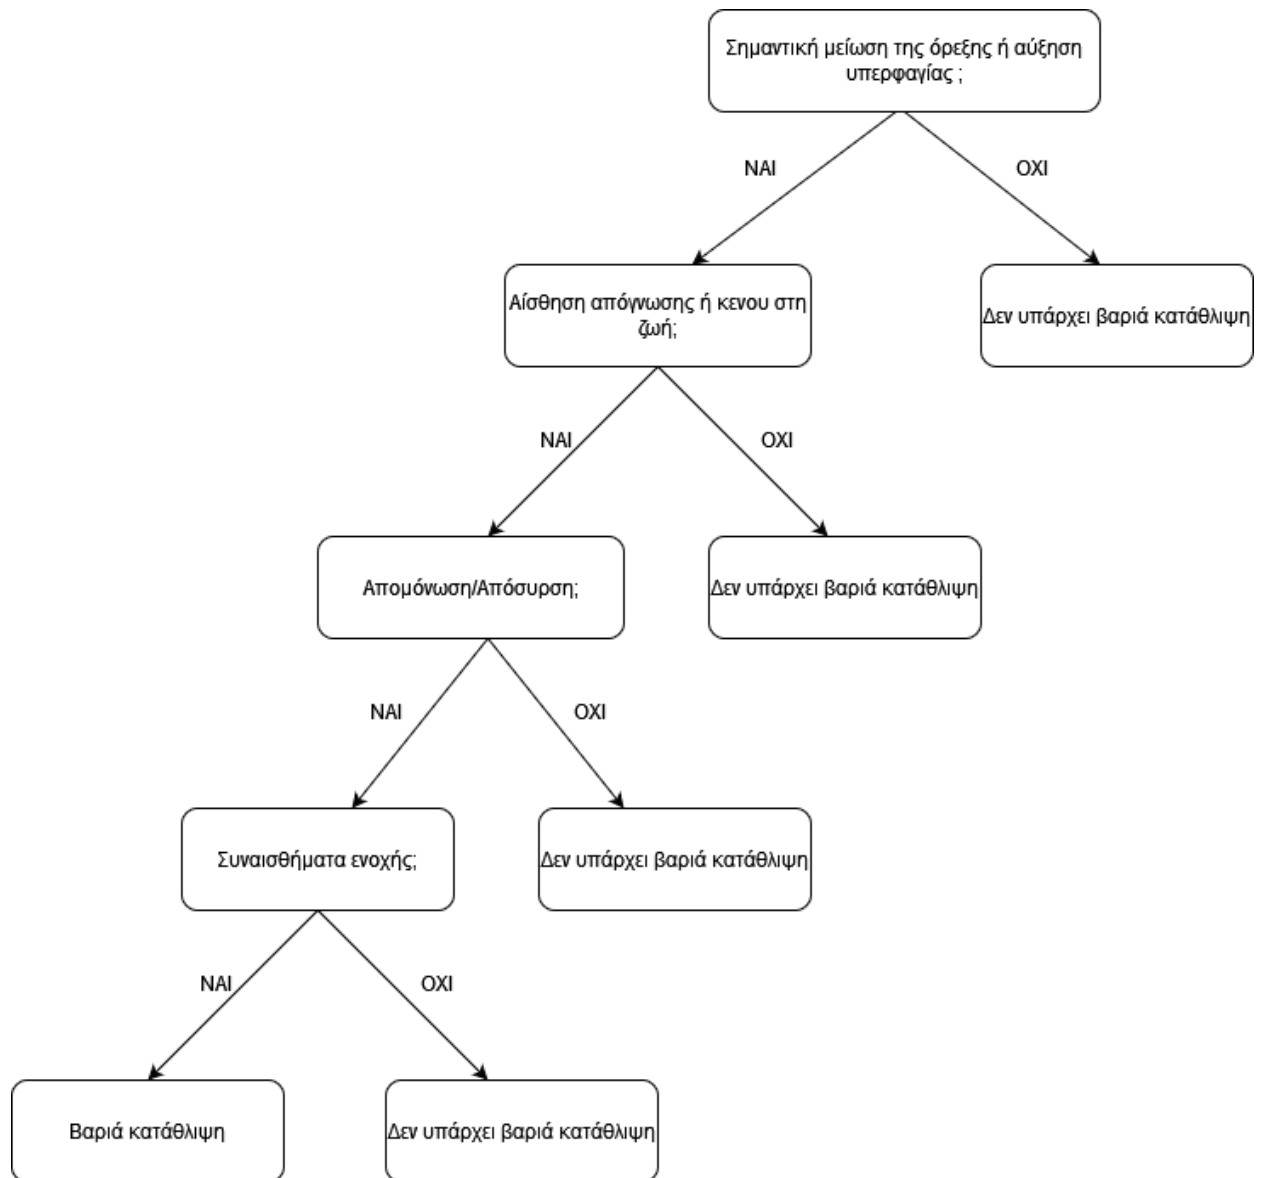 Σημαντική μείωση της όρεξης ή αύξηση
υπερφαγίας ;
ΝΑΙ
ΟΧΙ
Αίσθηση απόγνωσης ή κενου στη
ζωή;
Δεν υπάρχει βαριά κατάθλιψη
ΝΑΙ
ΟΧΙ
Απομόνωση/Απόσυρση;
Δεν υπάρχει βαριά κατάθλιψη
ΝΑΙ
ΟΧΙ
Συναισθήματα ενοχής;
Δεν υπάρχει βαριά κατάθλιψη
ΝΑΙ
ΟΧΙ
Βαριά κατάθλιψη
Δεν υπάρχει βαριά κατάθλιψη